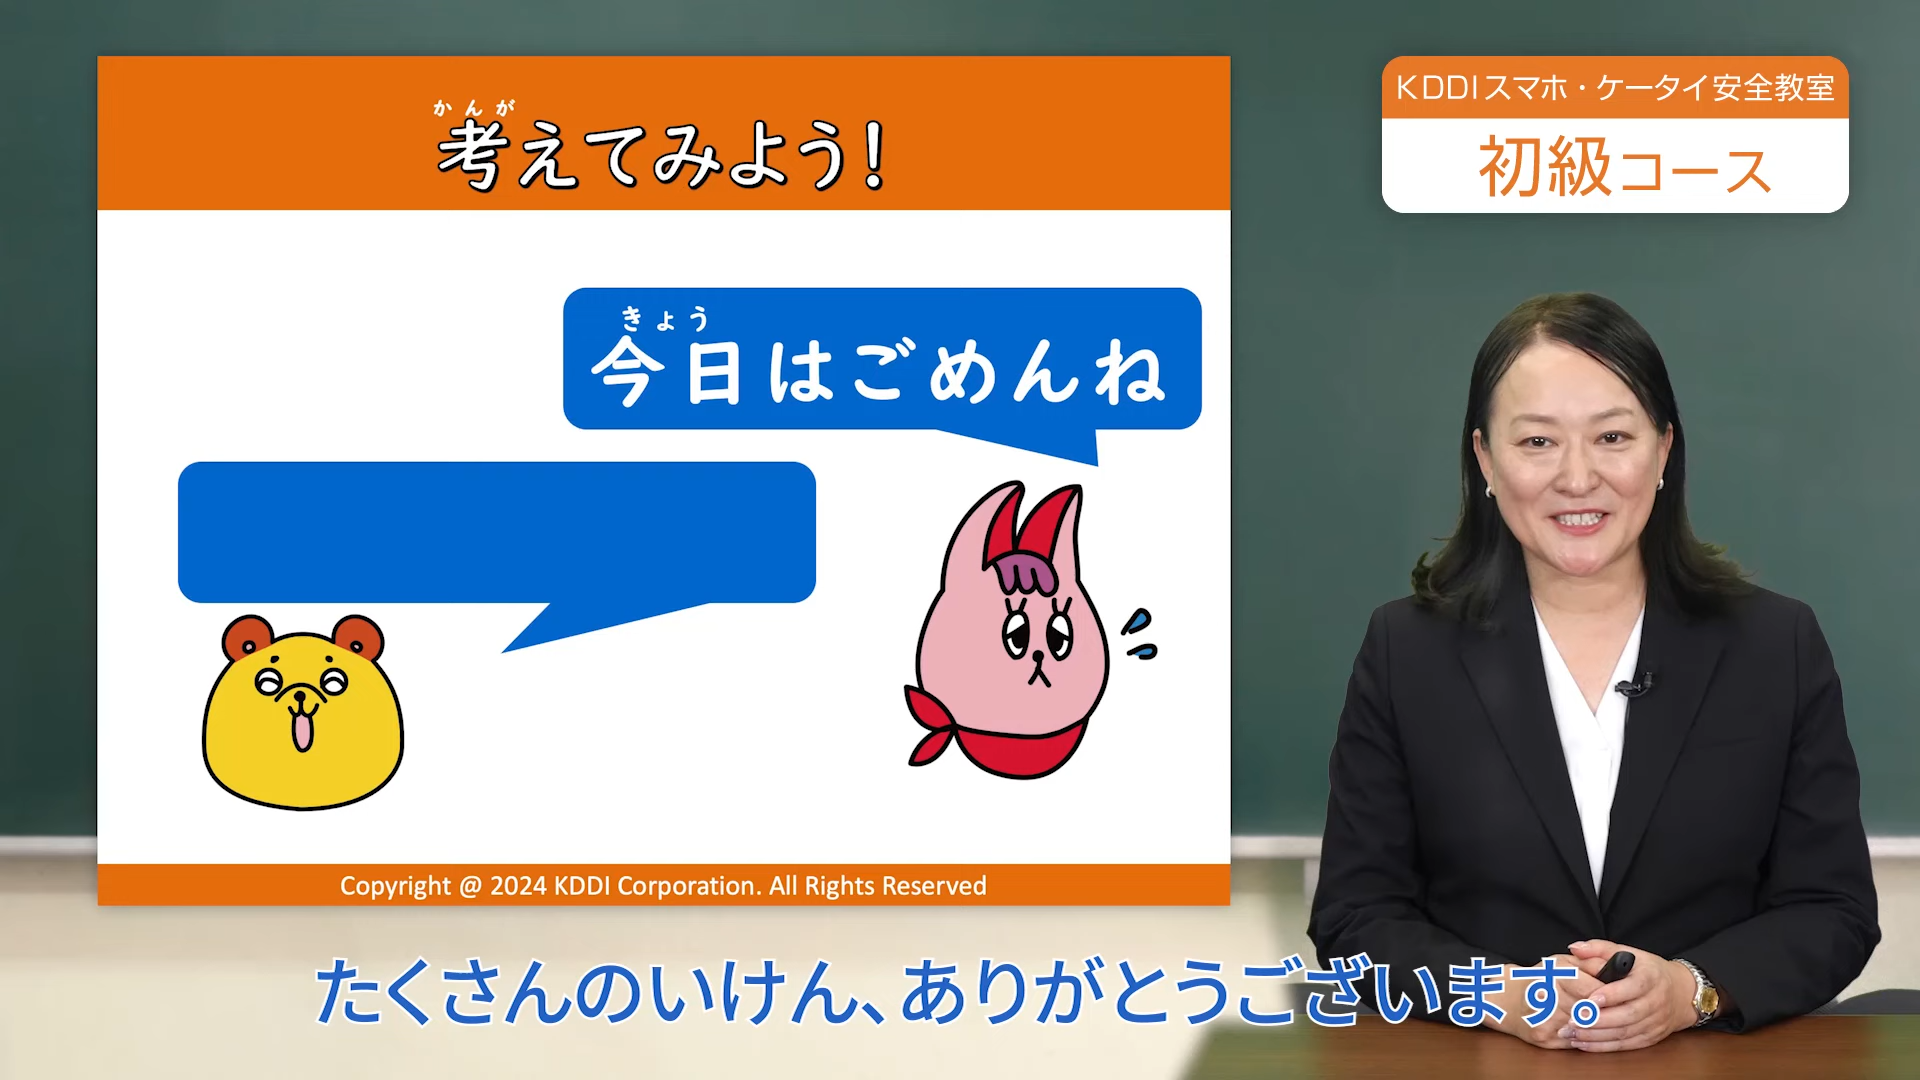 かんが
考えてみよう!
KDDIスマホ・ケータイ安全教室
初級コース
きょう
今日はごめんね
Copyright @ 2024 KDDI Corporation. All Rights Reserved
たくさんのいけん、ありがとうございます。